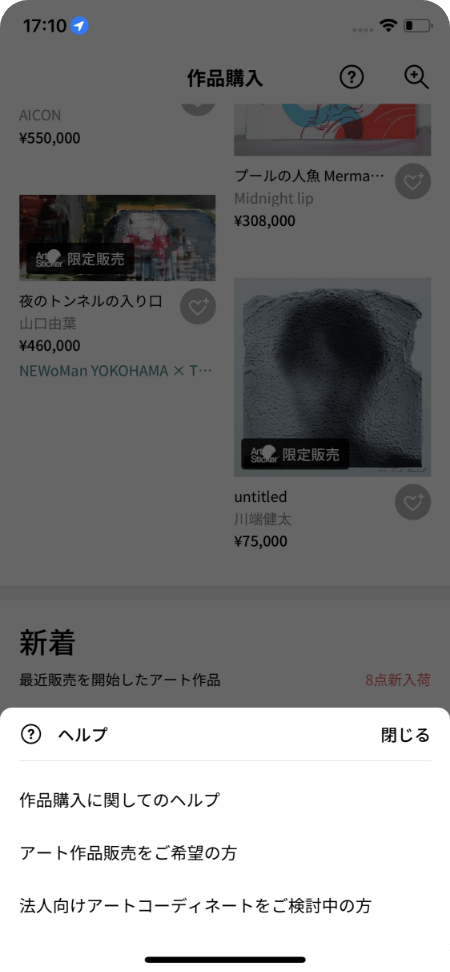 17:10
作品購入
AICON
¥550,000
プールの人魚 Merma…
Midnight lip
¥308,000
Art Sticker 限定販売
夜のトンネルの入り口
山口由葉
¥460,000
NEWoMan YOKOHAMA × T…
Art Sticker 限定販売
untitled
川端健太
¥75,000
新着
最近販売を開始したアート作品
8点新入荷
ヘルプ
閉じる
作品購入に関してのヘルプ
アート作品販売をご希望の方
法人向けアートコーディネートをご検討中の方